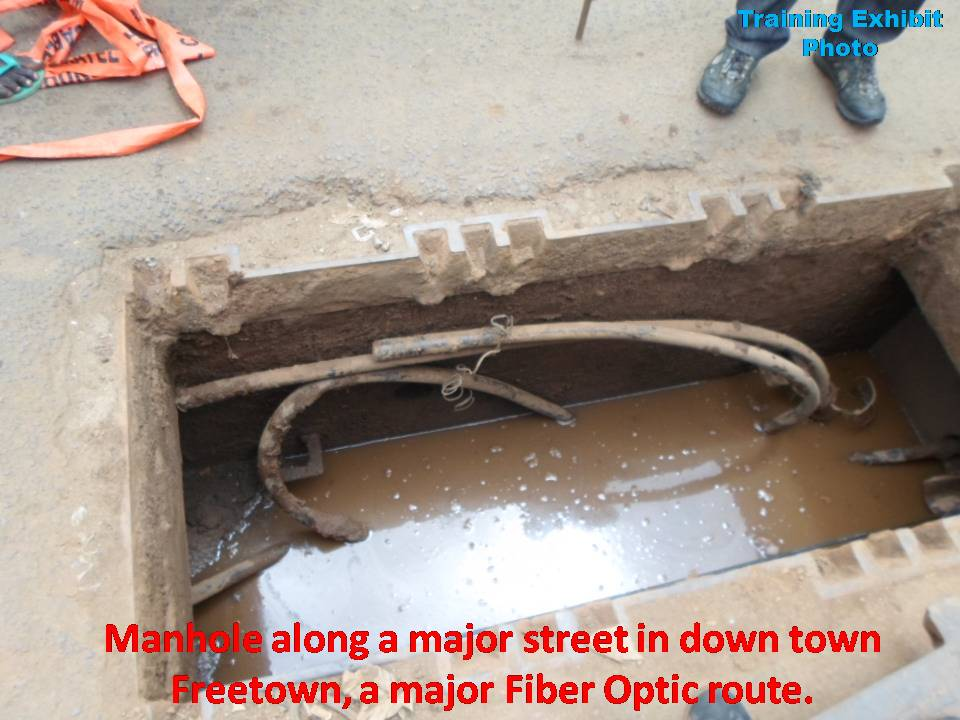 Training Exhibit
Photo
Manhole along a major street in down town
Freetown, a major Fiber Optic route.